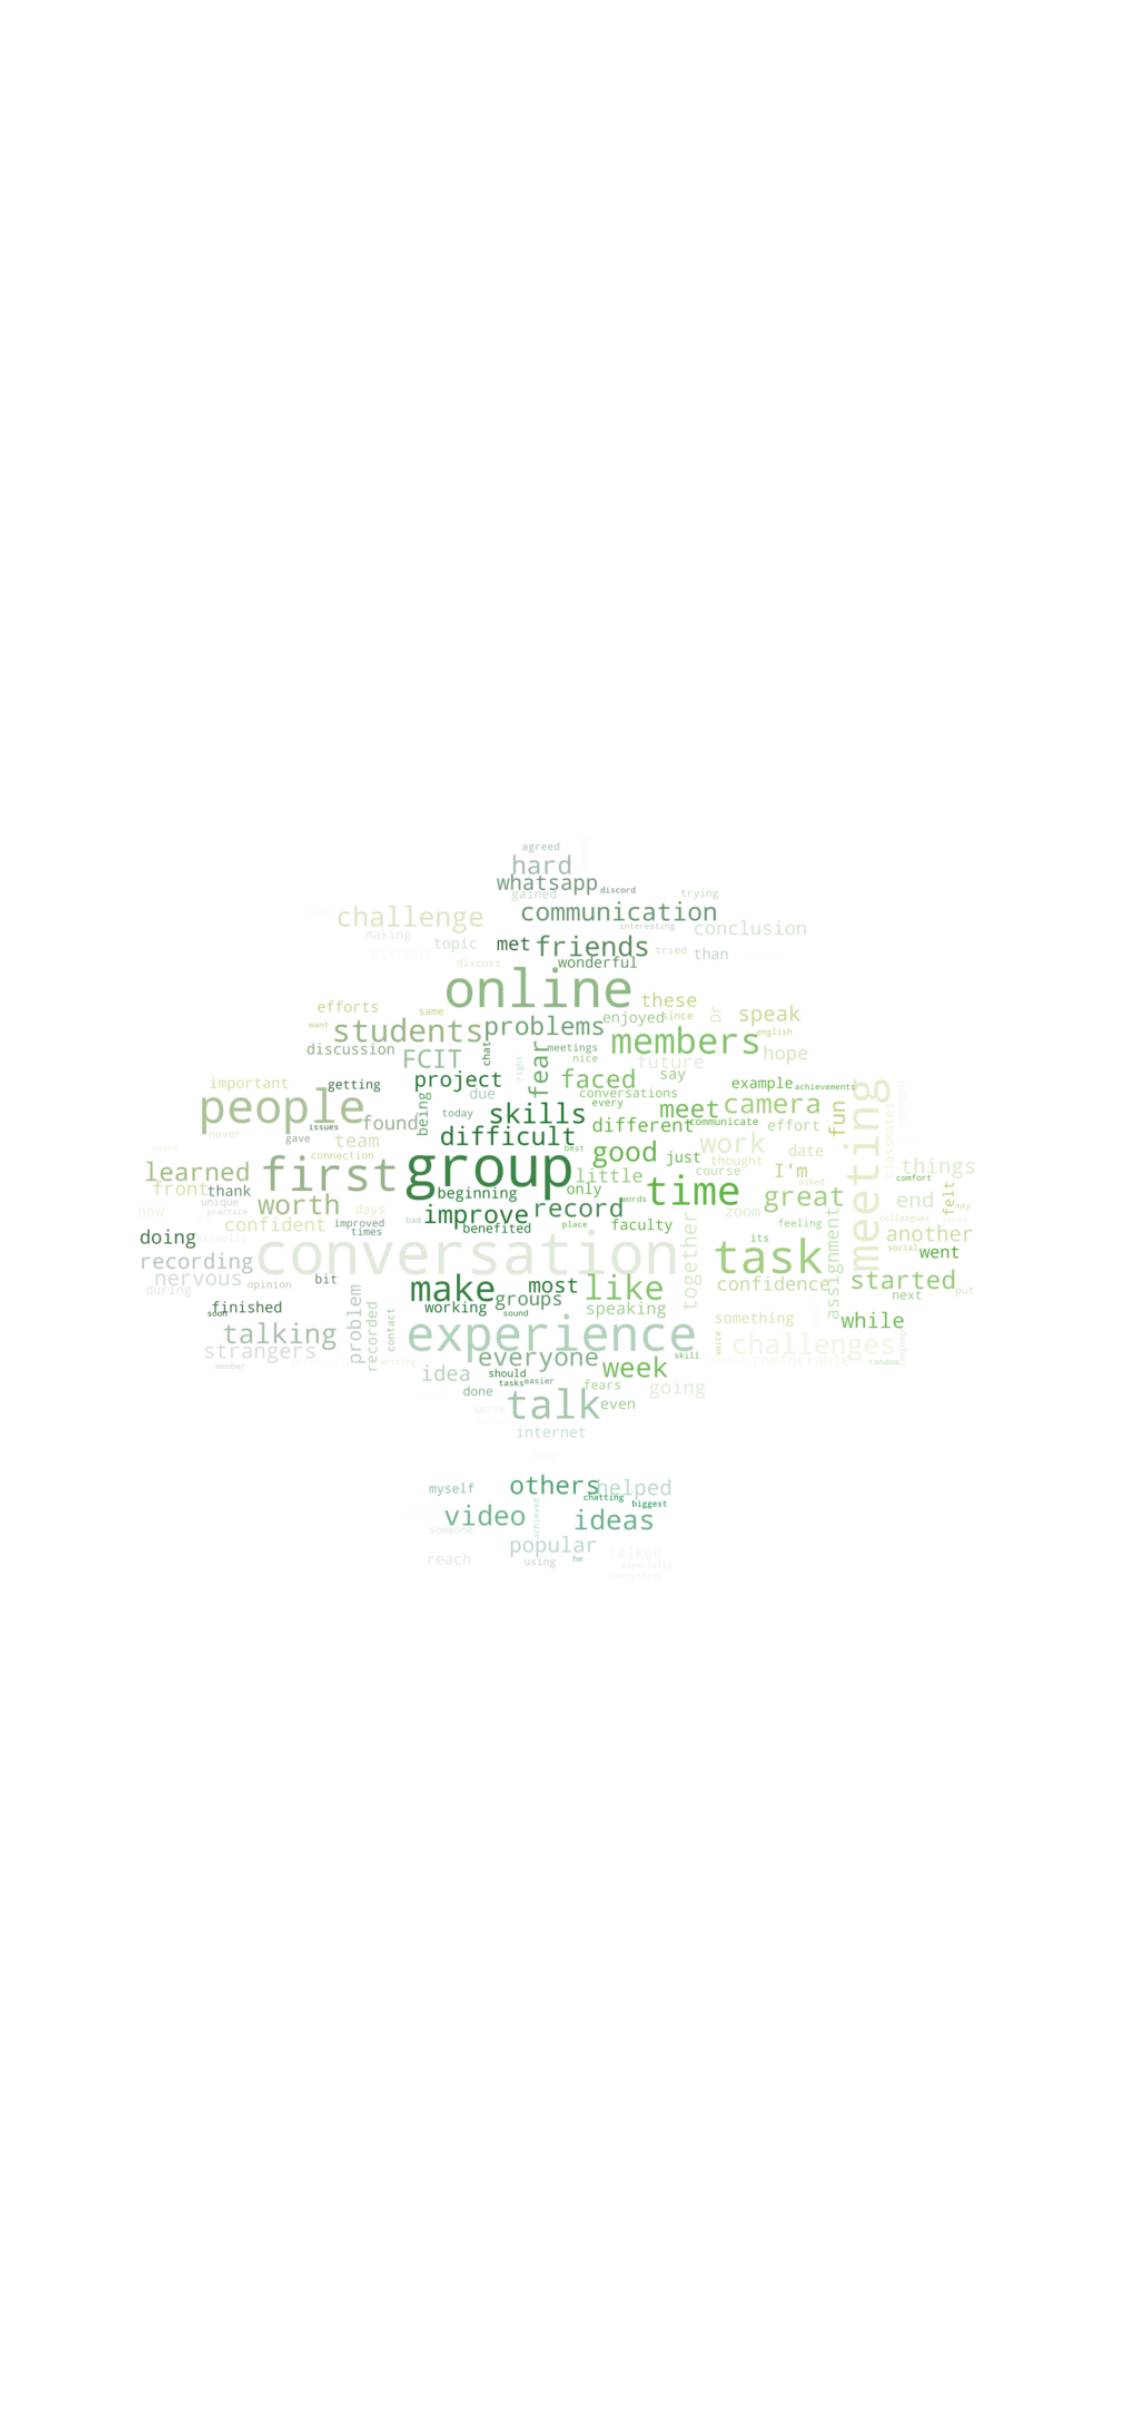 agreed
hard
whatsapp
discord
gained
trying
challenge
communication
interesting
conclusion
making
topic
met
friends
tried
than
discuss
wonderful
online
these
efforts
same
enjoyed
since
Dr
speak
want
students
problems
members
english
discussion
FCIT
chat
meetings
nice
right
fear
future
hope
important
getting
project
due
faced
say
example
achievements
people
being
today
skills
conversations
every
meet
camera
fun
meeting
found
never
issues
gave
team
difficult
different
communicate
effort
classmates
connection
best
good
just
work
thought
date
things
learned
first
group
little
course
I'm
asked
comfort
front
thank
beginning
only
time
great
end
felt
may
unique
practice
worth
words
now
days
improve
record
zoom
colleagues
confident
improved
times
bad
benefited
place
faculty
together
feeling
assignment
another
doing
actually
conversation
its
task
social
went
recording
nervous
opinion
bit
make
most
like
confidence
started
during
problem
groups
next
put
finished
soon
recorded
contact
working
sound
speaking
something
while
talking
experience
voice
challenges
strangers
everyone
skill
comfortable
random
member
writing
idea
should
week
tasks
easier
done
fears
going
serve
talk
even
internet
myself
others
helped
chatting
biggest
video
achieved
ideas
someone
popular
talked
reach
using
he
especially
everything